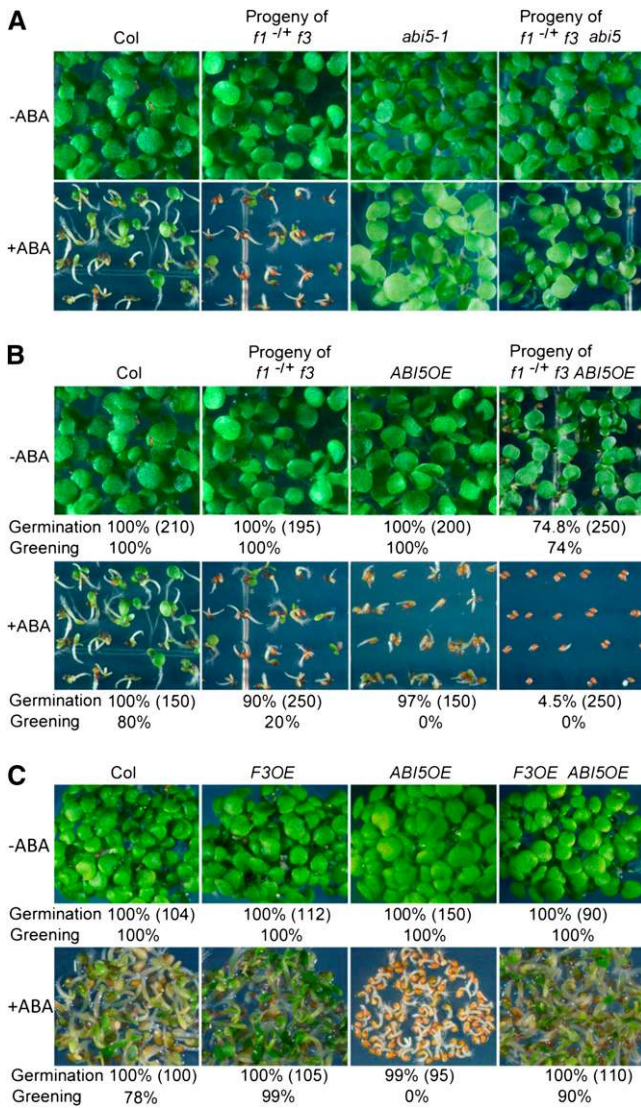 A
Progeny of Progeny of
Col f1 -/+ f3 abi5-1 f1 -/+ f3 abi5
-ABA
+ABA
B
Progeny of Progeny of
Col f1 -/+ f3 ABI5OE f1 -/+ f3 ABI5OE
-ABA
Germination 100% (210) 100% (195) 100% (200) 74.8% (250)
Greening 100% 100% 100% 74%
+ABA
Germination 100% (150) 90% (250) 97% (150) 4.5% (250)
Greening 80% 20% 0% 0%
C
Col F3OE ABI5OE F3OE ABI5OE
-ABA
Germination 100% (104) 100% (112) 100% (150) 100% (90)
Greening 100% 100% 100% 100%
+ABA
Germination 100% (100) 100% (105) 99% (95) 100% (110)
Greening 78% 99% 0% 90%